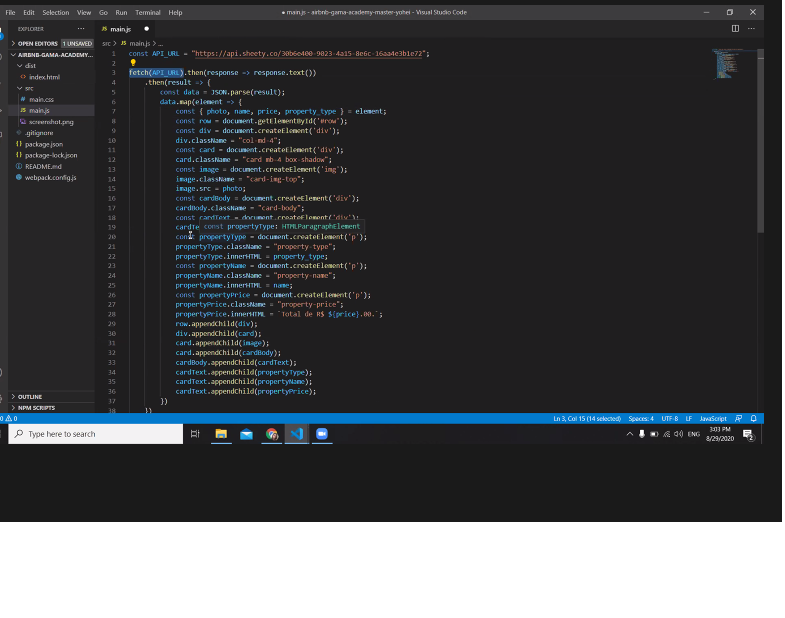 File Edit Selection View Go Run Terminal Help
● main.js - airbnb-gama-academy-master-yohei - Visual Studio Code
EXPLORER
OPEN EDITORS 1 UNSAVED
AIRBNB-GAMA-ACADEMY...
dist
index.html
src
main.css
main.js
screenshot.png
.gitignore
package.json
package-lock.json
README.md
webpack.config.js
OUTLINE
NPM SCRIPTS
JS main.js ●
src > JS main.js > ...
1 const API_URL = "https://api.sheety.co/30b6e400-9023-4a15-8e6c-16aa4e3b1e72";
2
3 fetch(API_URL).then(response => response.text())
4 .then(result => {
5 const data = JSON.parse(result);
6 data.map(element => {
7 const { photo, name, price, property_type } = element;
8 const row = document.getElementById('#row');
9 const div = document.createElement('div');
10 div.className = "col-md-4";
11 const card = document.createElement('div');
12 card.className = "card mb-4 box-shadow";
13 const image = document.createElement('img');
14 image.className = "card-img-top";
15 image.src = photo;
16 const cardBody = document.createElement('div');
17 cardBody.className = "card-body";
18 const cardText = document.createElement('div');
19 cardTe
const propertyType: HTMLParagraphElement
20 const propertyType = document.createElement('p');
21 propertyType.className = "property-type";
22 propertyType.innerHTML = property_type;
23 const propertyName = document.createElement('p');
24 propertyName.className = "property-name";
25 propertyName.innerHTML = name;
26 const propertyPrice = document.createElement('p');
27 propertyPrice.className = "property-price";
28 propertyPrice.innerHTML = `Total de R$ ${price}.00.`;
29 row.appendChild(div);
30 div.appendChild(card);
31 card.appendChild(image);
32 card.appendChild(cardBody);
33 cardBody.appendChild(cardText);
34 cardText.appendChild(propertyType);
35 cardText.appendChild(propertyName);
36 cardText.appendChild(propertyPrice);
37 })
38 })
0 0 Ln 3, Col 15 (14 selected) Spaces: 4 UTF-8 LF JavaScript
Type here to search
ENG
3:03 PM
8/29/2020
2